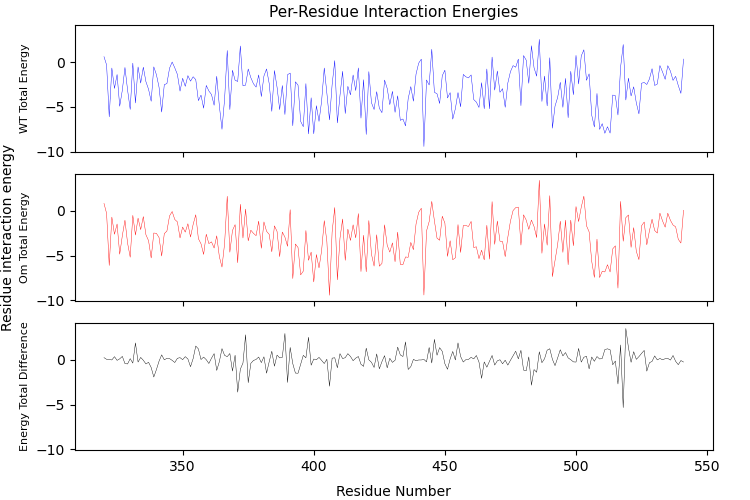 Per-Residue Interaction Energies
Residue interaction energy
WT Total Energy
0
−5
−10
Om Total Energy
0
−5
−10
Energy Total Difference
0
−5
−10
350 400 450 500 550
Residue Number